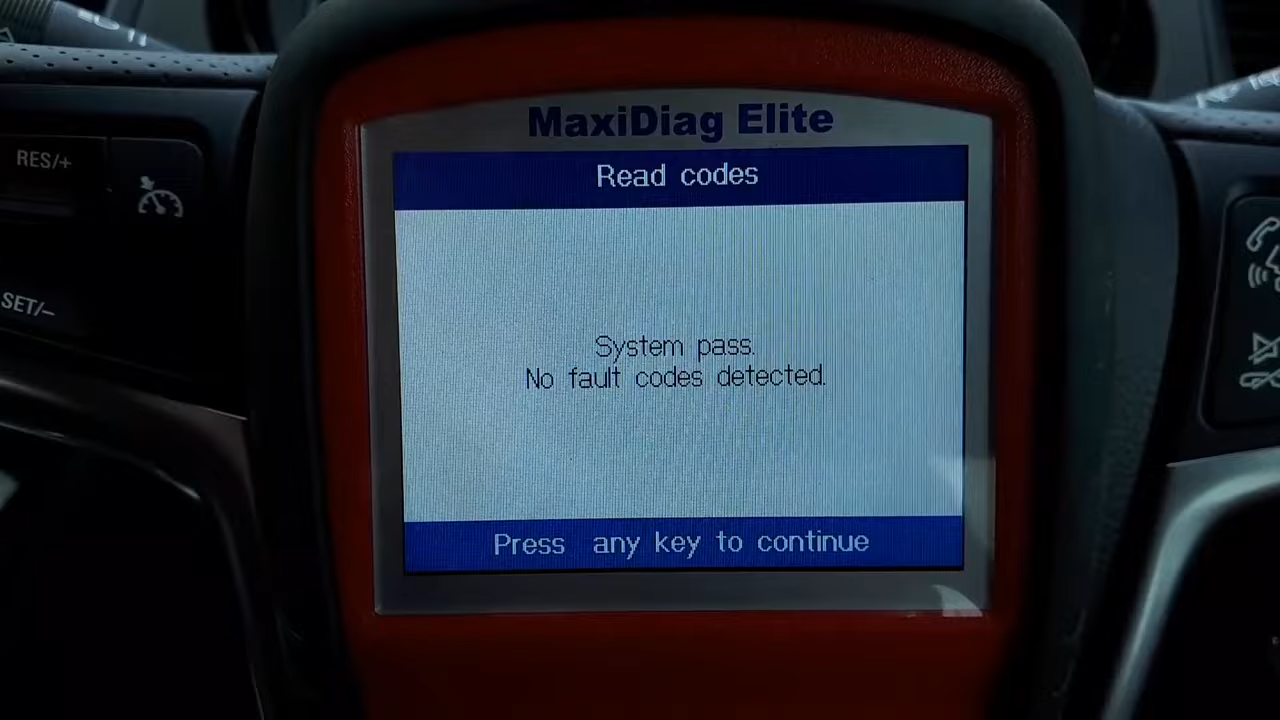 MaxiDiag Elite
Read codes
RES/+
SET/–
System pass.
No fault codes detected.
Press any key to continue